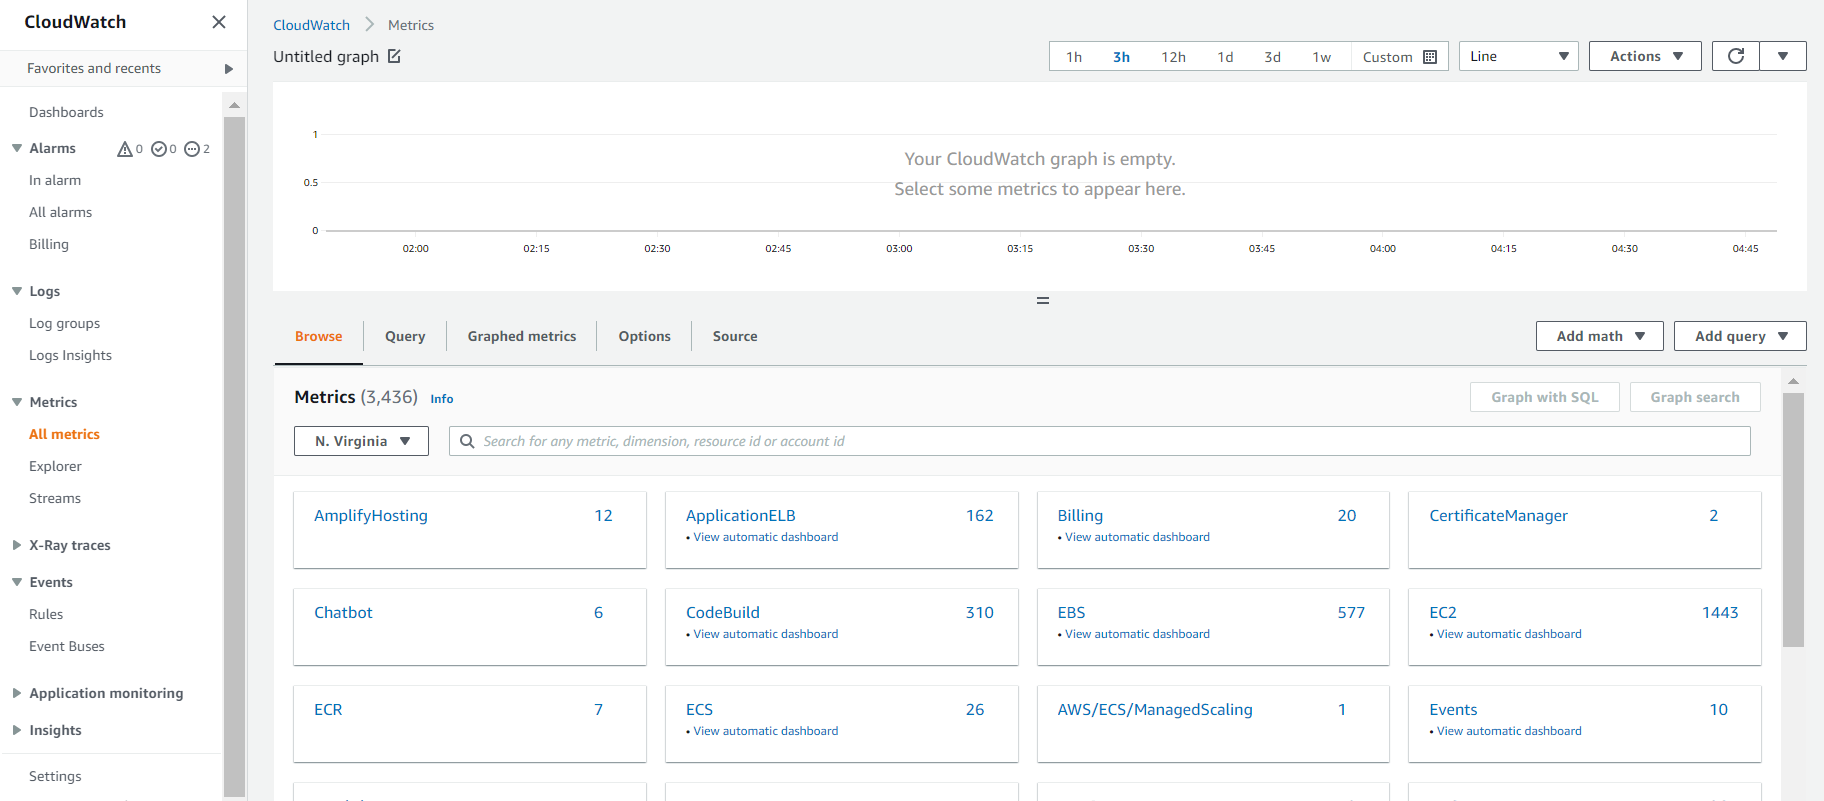 CloudWatch
Favorites and recents
Dashboards
Alarms 0 0 2
In alarm
All alarms
Billing
Logs
Log groups
Logs Insights
Metrics
All metrics
Explorer
Streams
X-Ray traces
Events
Rules
Event Buses
Application monitoring
Insights
Settings
CloudWatch Metrics
Untitled graph
1h 3h 12h 1d 3d 1w Custom
Line
Actions
1
0.5
0
Your CloudWatch graph is empty.
Select some metrics to appear here.
02:00 02:15 02:30 02:45 03:00 03:15 03:30 03:45 04:00 04:15 04:30 04:45
Browse Query Graphed metrics Options Source
Add math Add query
Metrics (3,436) Info
Graph with SQL Graph search
N. Virginia
Search for any metric, dimension, resource id or account id
AmplifyHosting 12
ApplicationELB 162
• View automatic dashboard
Billing 20
• View automatic dashboard
CertificateManager 2
Chatbot 6
CodeBuild 310
• View automatic dashboard
EBS 577
• View automatic dashboard
EC2 1443
• View automatic dashboard
ECR 7
ECS 26
• View automatic dashboard
AWS/ECS/ManagedScaling 1
Events 10
• View automatic dashboard